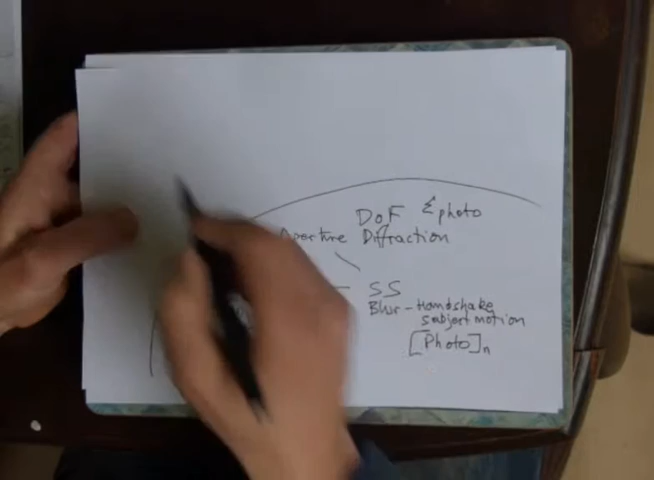 DoF Σphoto
Aperture Diffraction
SS
Blur - Handshake
subject motion
[Photo]n